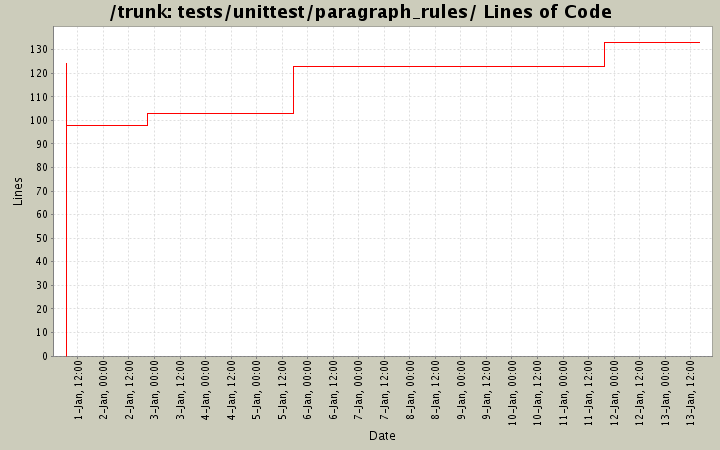 /trunk: tests/unittest/paragraph_rules/ Lines of Code
Lines
130
120
110
100
90
80
70
60
50
40
30
20
10
0
1-Jan, 12:00
2-Jan, 00:00
2-Jan, 12:00
3-Jan, 00:00
3-Jan, 12:00
4-Jan, 00:00
4-Jan, 12:00
5-Jan, 00:00
5-Jan, 12:00
6-Jan, 00:00
6-Jan, 12:00
7-Jan, 00:00
7-Jan, 12:00
8-Jan, 00:00
8-Jan, 12:00
9-Jan, 00:00
9-Jan, 12:00
10-Jan, 00:00
10-Jan, 12:00
11-Jan, 00:00
11-Jan, 12:00
12-Jan, 00:00
12-Jan, 12:00
13-Jan, 00:00
13-Jan, 12:00
Date